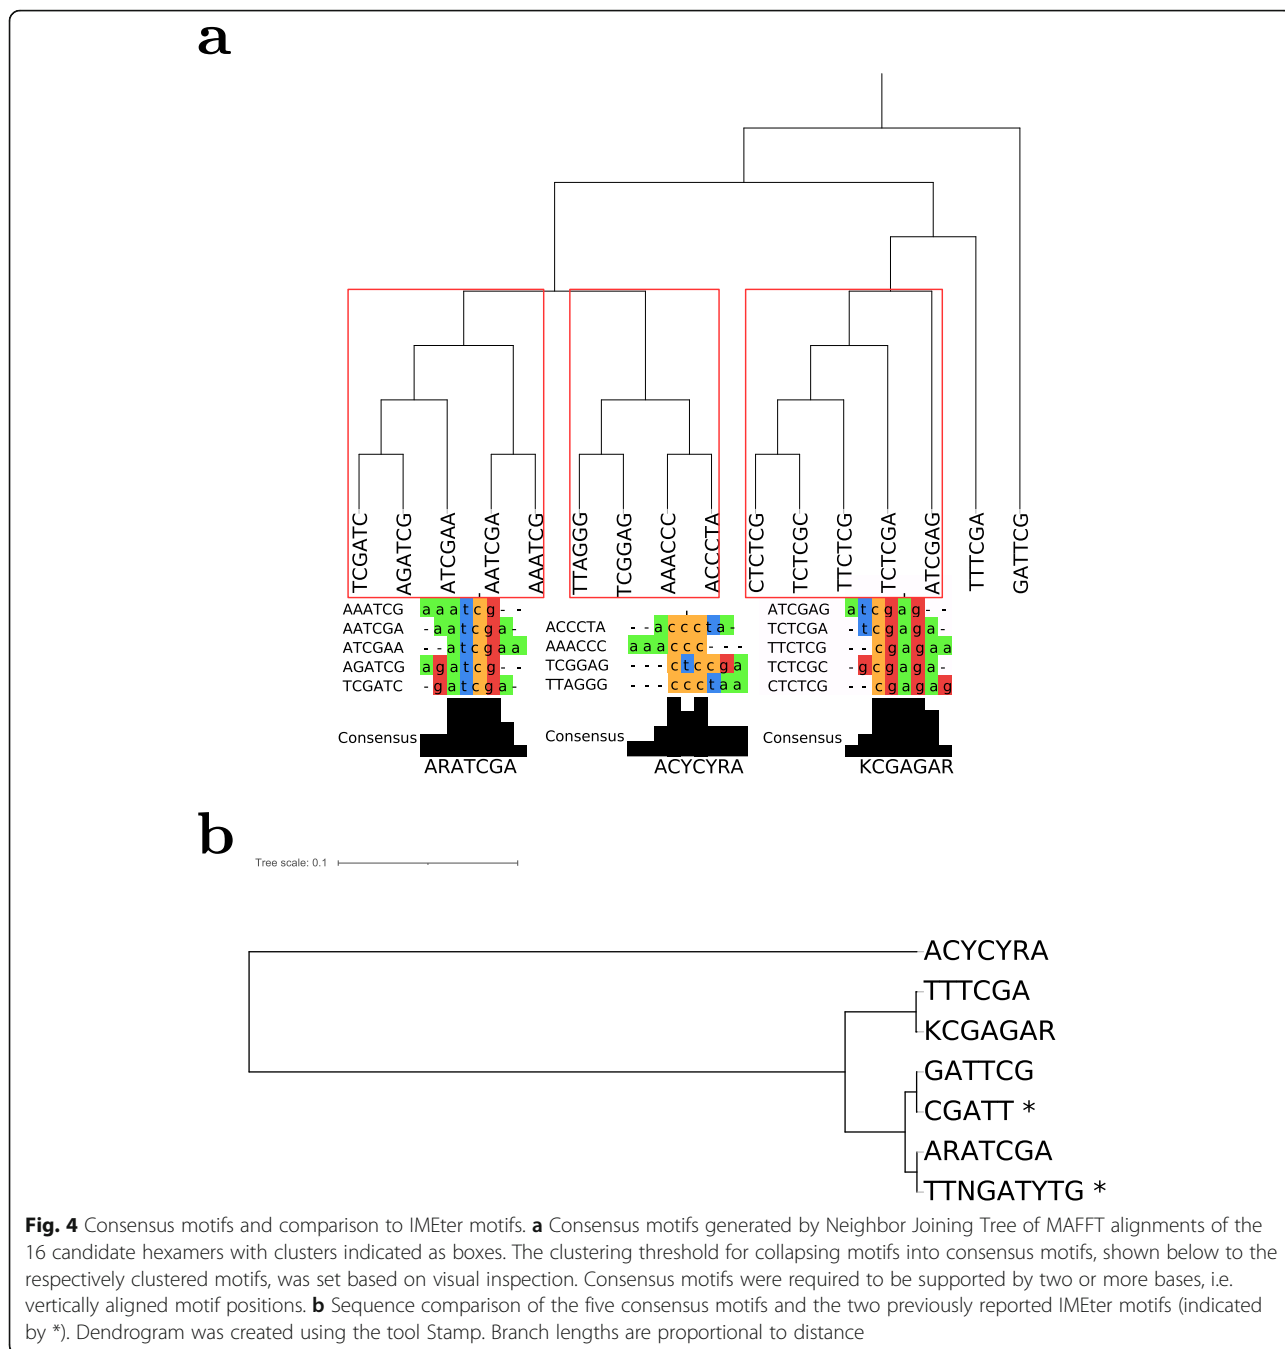 a
TCGATC AGATCG ATCGAA AATCGA AAATCG TTAGGG TCGGAG AAACCC ACCCTA CTCTCG TCTCGC TTCTCG TCTCGA ATCGAG TTTCGA GATTCG
AAATCG a a a t c g - -
AATCGA - a a t c g a -
ATCGAA - - a t c g a a
AGATCG a g a t c g - -
TCGATC - g a t c g a -
Consensus
ARATCGA
ACCCTA - - a c c c t a -
AAACCC a a a c c c - - -
TCGGAG - - - c t c c g a
TTAGGG - - - c c c t a a
Consensus
ACYCYRA
ATCGAG a t c g a g - -
TCTCGA - t c g a g a -
TTCTCG - - c g a g a a
TCTCGC - g c g a g a -
CTCTCG - - c g a g a g
Consensus
KCGAGAR
b
Tree scale: 0.1
ACYCYRA
TTTCGA
KCGAGAR
GATTCG
CGATT *
ARATCGA
TTNGATYTG *
Fig. 4 Consensus motifs and comparison to IMEter motifs. a Consensus motifs generated by Neighbor Joining Tree of MAFFT alignments of the
16 candidate hexamers with clusters indicated as boxes. The clustering threshold for collapsing motifs into consensus motifs, shown below to the
respectively clustered motifs, was set based on visual inspection. Consensus motifs were required to be supported by two or more bases, i.e.
vertically aligned motif positions. b Sequence comparison of the five consensus motifs and the two previously reported IMEter motifs (indicated
by *). Dendrogram was created using the tool Stamp. Branch lengths are proportional to distance